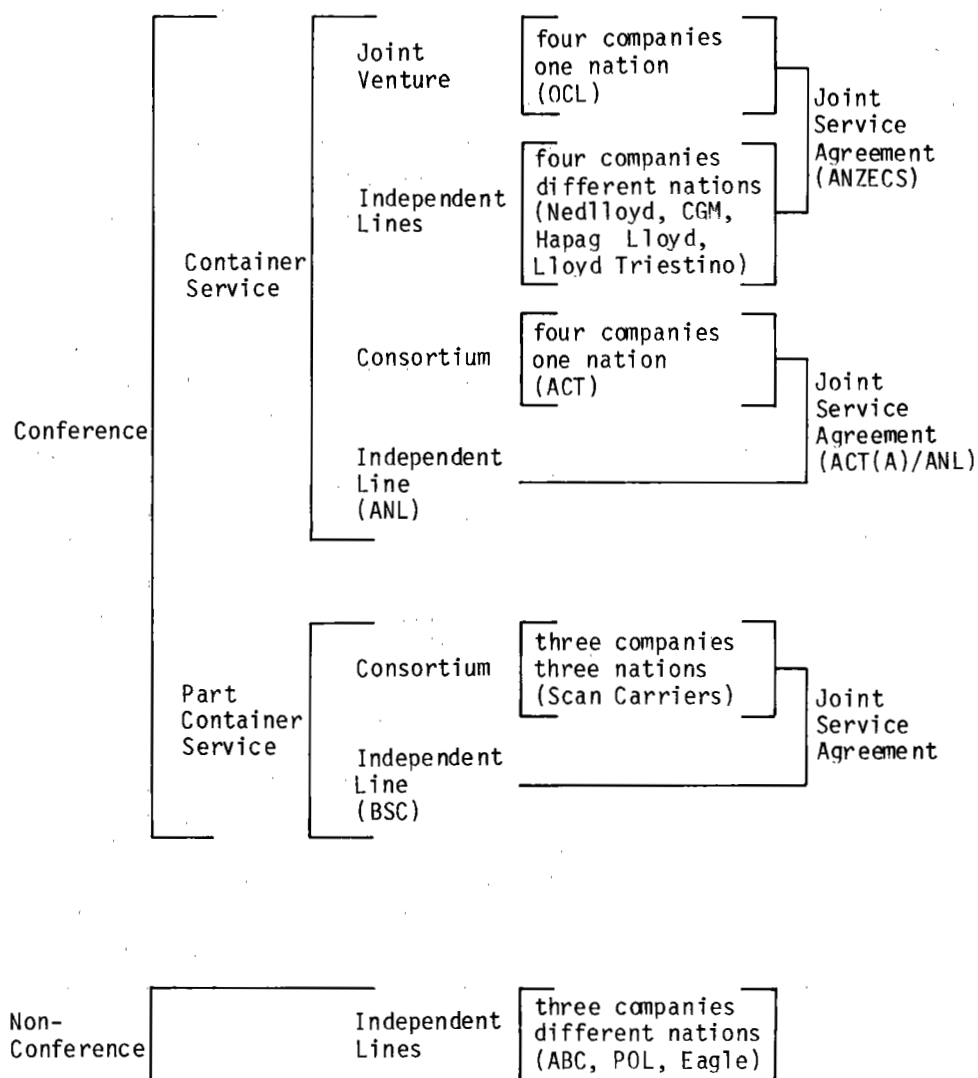 Joint
Venture
four companies
one nation
(OCL)
Joint
Service
Agreement
(ANZECS)
Independent
Lines
four companies
different nations
(Nedlloyd, CGM,
Hapag Lloyd,
Lloyd Triestino)
Container
Service
Consortium
four companies
one nation
(ACT)
Joint
Service
Agreement
(ACT(A)/ANL)
Conference
Independent
Line
(ANL)
Part
Container
Service
Consortium
three companies
three nations
(Scan Carriers)
Joint
Service
Agreement
Independent
Line
(BSC)
Non-
Conference
Independent
Lines
three companies
different nations
(ABC, POL, Eagle)